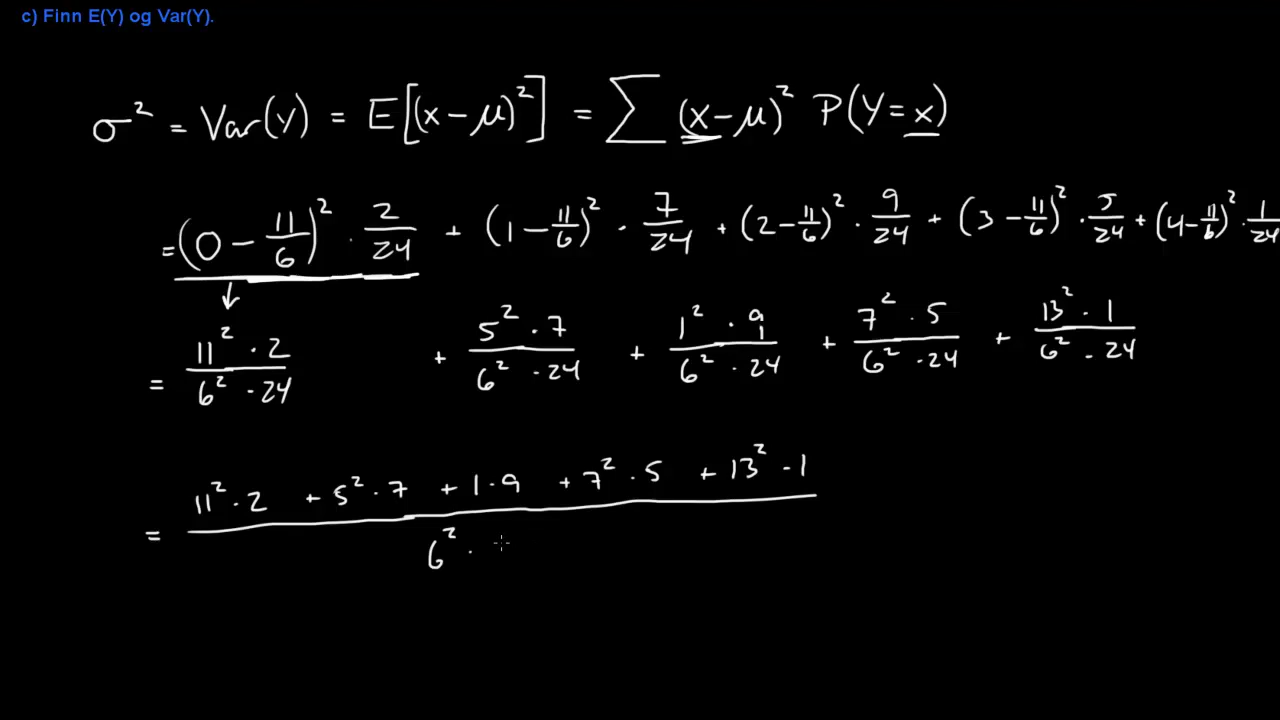 c) Finn E(Y) og Var(Y).
σ² = Var(Y) = E[(x-μ)²] = ∑ (x-μ)² P(Y=x)
= (0 - 11/6)² · 2/24 + (1 - 11/6)² · 7/24 + (2 - 11/6)² · 9/24 + (3 - 11/6)² · 5/24 + (4 - 11/6)² · 1/24
= 11² · 2 / 6² · 24 + 5² · 7 / 6² · 24 + 1² · 9 / 6² · 24 + 7² · 5 / 6² · 24 + 13² · 1 / 6² · 24
= 11² · 2 + 5² · 7 + 1 · 9 + 7² · 5 + 13² · 1
6² ·